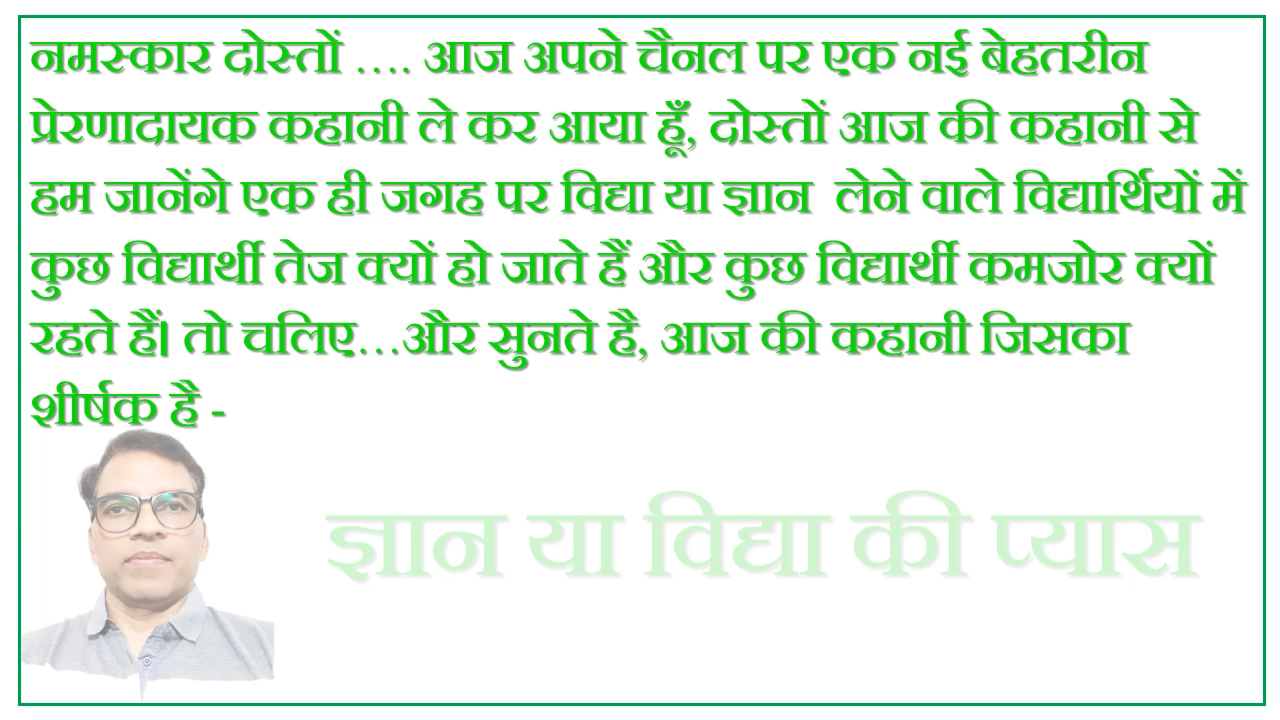 नमस्कार दोस्तों .... आज अपने चैनल पर एक नई बेहतरीन
प्रेरणादायक कहानी ले कर आया हूँ, दोस्तों आज की कहानी से
हम जानेंगे एक ही जगह पर विद्या या ज्ञान लेने वाले विद्यार्थियों में
कुछ विद्यार्थी तेज क्यों हो जाते हैं और कुछ विद्यार्थी कमजोर क्यों
रहते हैं। तो चलिए...और सुनते है, आज की कहानी जिसका
शीर्षक है -
ज्ञान या विद्या की प्यास